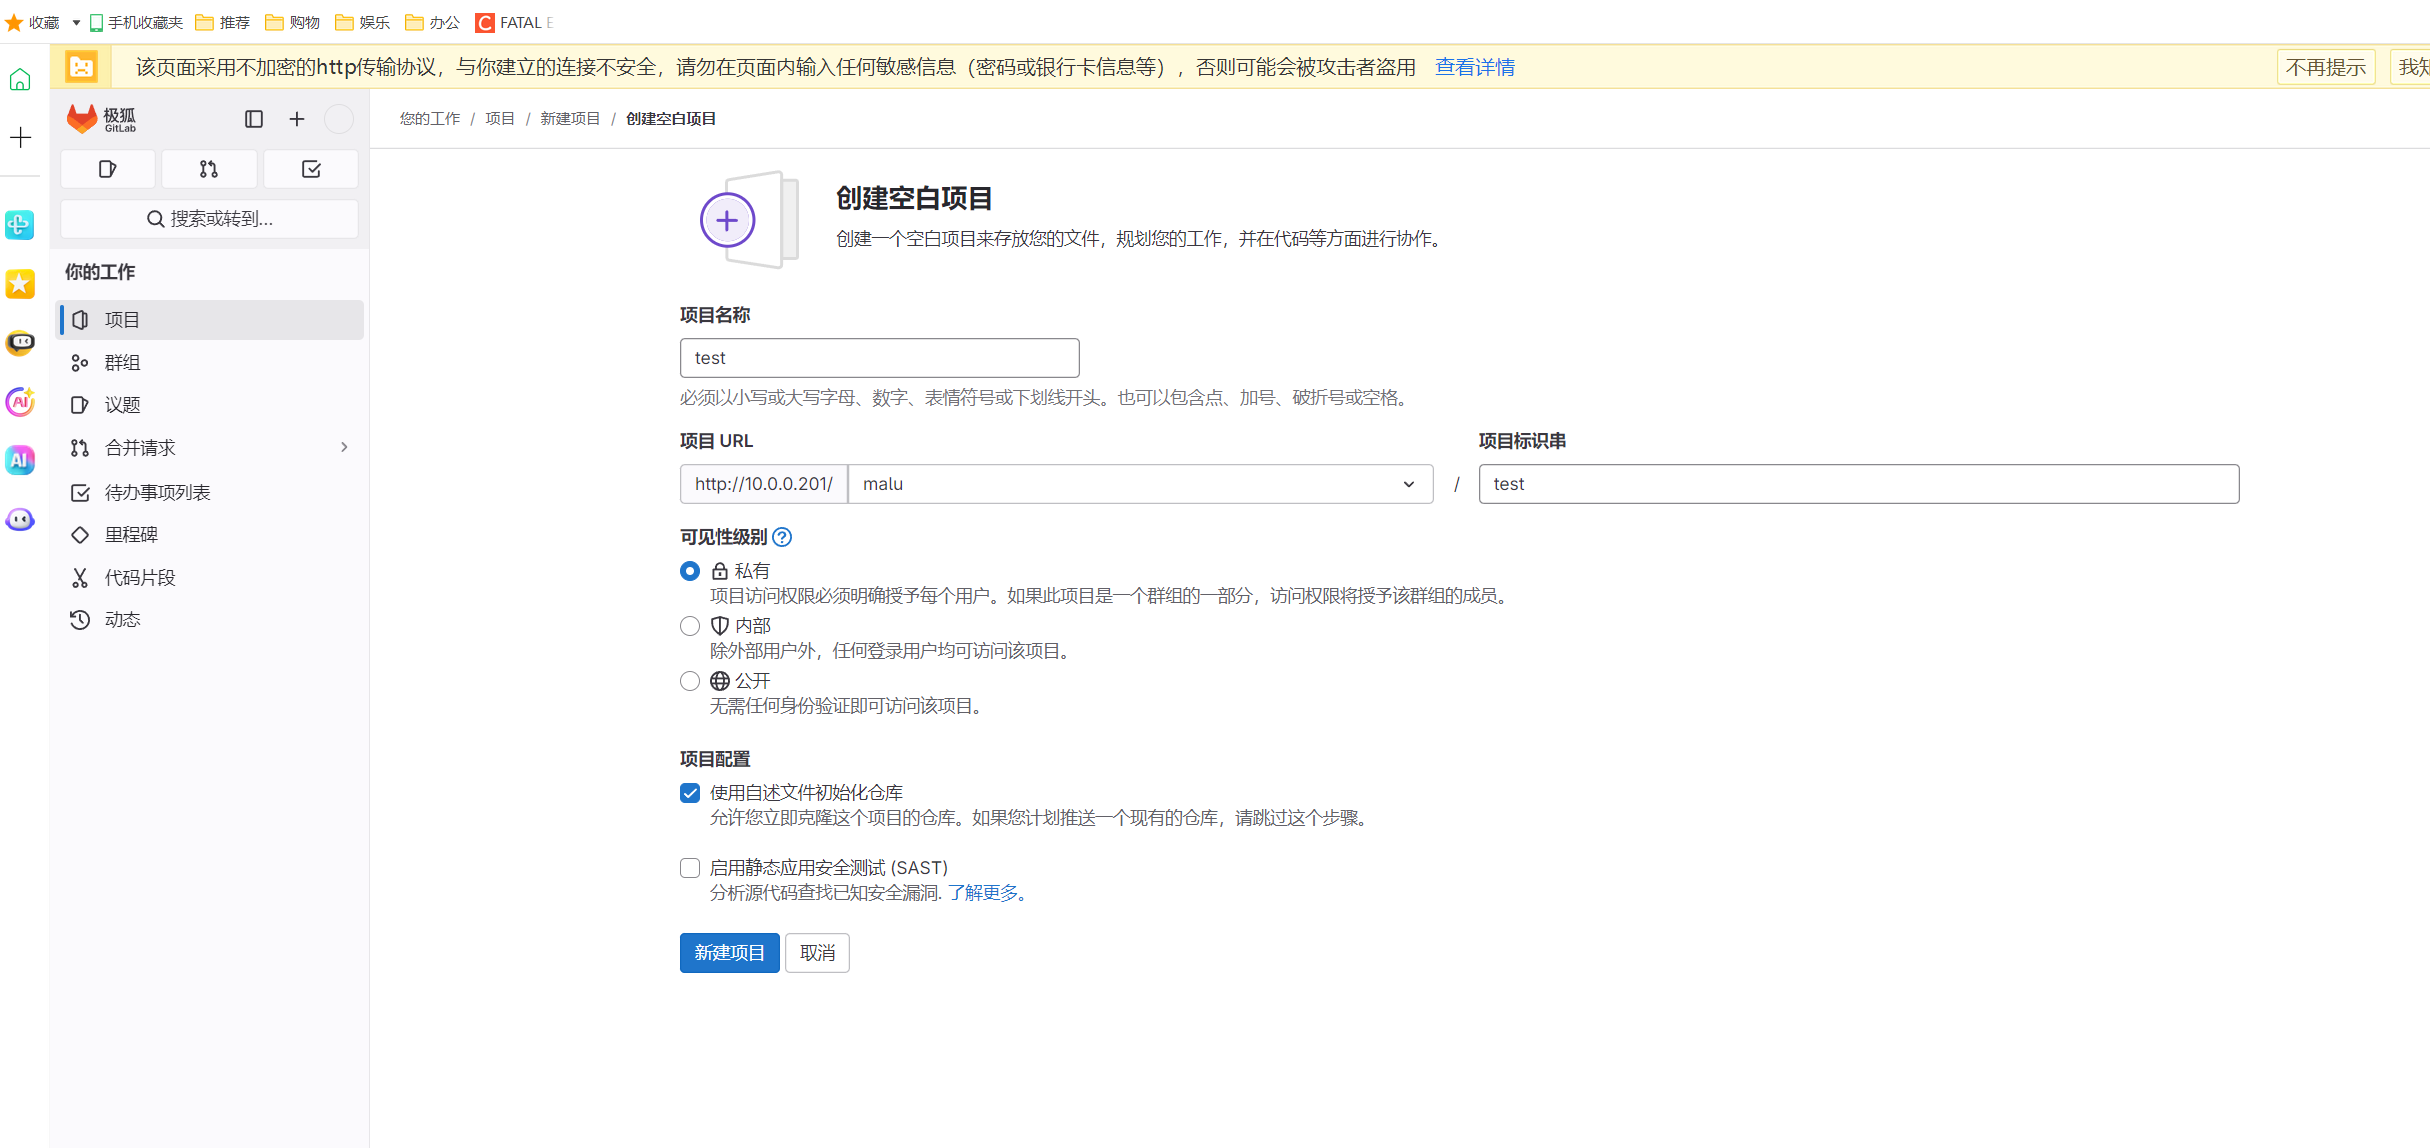 收藏 手机收藏夹 推荐 购物 娱乐 办公 FATAL E
该页面采用不加密的http传输协议，与你建立的连接不安全，请勿在页面内输入任何敏感信息（密码或银行卡信息等），否则可能会被攻击者盗用 查看详情 不再提示 我知
极狐
GitLab
您的工作 / 项目 / 新建项目 / 创建空白项目
搜索或转到...
你的工作
项目
群组
议题
合并请求
待办事项列表
里程碑
代码片段
动态
创建空白项目
创建一个空白项目来存放您的文件，规划您的工作，并在代码等方面进行协作。
项目名称
test
必须以小写或大写字母、数字、表情符号或下划线开头。也可以包含点、加号、破折号或空格。
项目 URL
http://10.0.0.201/ malu
/
项目标识串
test
可见性级别
私有
项目访问权限必须明确授予每个用户。如果此项目是一个群组的一部分，访问权限将授予该群组的成员。
内部
除外部用户外，任何登录用户均可访问该项目。
公开
无需任何身份验证即可访问该项目。
项目配置
使用自述文件初始化仓库
允许您立即克隆这个项目的仓库。如果您计划推送一个现有的仓库，请跳过这个步骤。
启用静态应用安全测试 (SAST)
分析源代码查找已知安全漏洞. 了解更多。
新建项目 取消
AI
AI